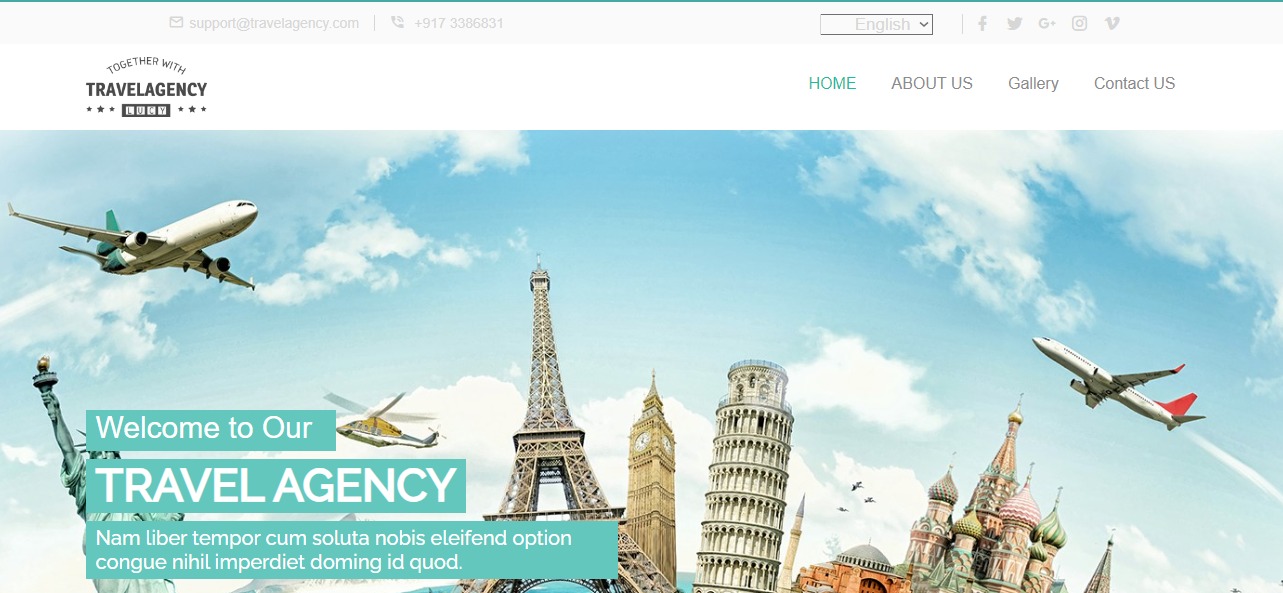 support@travelagency.com
+917 3386831
English
TOGETHER WITH
TRAVELAGENCY
LUCY
HOME
ABOUT US
Gallery
Contact US
Welcome to Our
TRAVEL AGENCY
Nam liber tempor cum soluta nobis eleifend option
congue nihil imperdiet doming id quod.